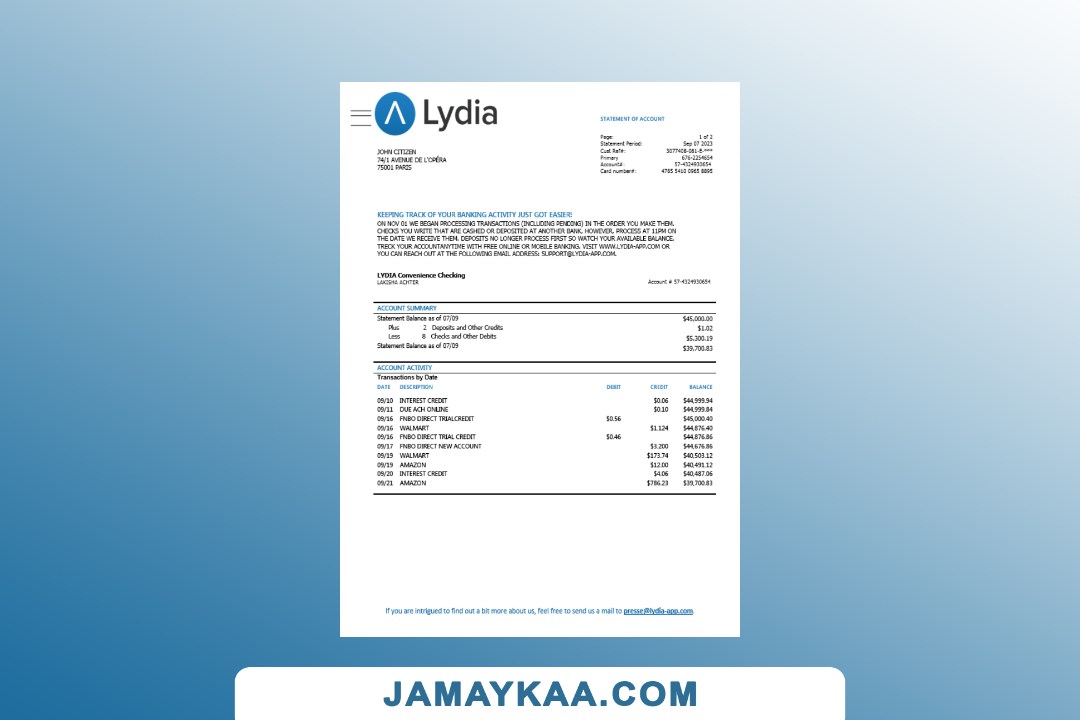 Lydia
STATEMENT OF ACCOUNT
Page: 1 of 2
Statement Period: Sep 07 2023
Cust Ref#: 3077408-081-E-***
Primary 676-2254654
Account#: 57-4324930654
Card number#: 4765 5410 0965 8895
JOHN CITIZEN
74/1 AVENUE DE L'OPÉRA
75001 PARIS
KEEPING TRACK OF YOUR BANKING ACTIVITY JUST GOT EASIER!
ON NOV 01 WE BEGAN PROCESSING TRANSACTIONS (INCLUDING PENDING) IN THE ORDER YOU MAKE THEM.
CHECKS YOU WRITE THAT ARE CASHED OR DEPOSITED AT ANOTHER BANK. HOWEVER. PROCESS AT 11PM ON
THE DATE WE RECEIVE THEM. DEPOSITS NO LONGER PROCESS FIRST SO WATCH YOUR AVAILABLE BALANCE.
TRECK YOUR ACCOUNTANYTIME WITH FREE ONLINE OR MOBILE BANKING. VISIT WWW.LYDIA-APP.COM OR
YOU CAN REACH OUT AT THE FOLLOWING EMAIL ADDRESS: SUPPORT@LYDIA-APP.COM.
LYDIA Convenience Checking
LAKISHA ACHTER Account # 57-4324930654
ACCOUNT SUMMARY
Statement Balance as of 07/09 $45,000.00
Plus 2 Deposits and Other Credits $1.02
Less 8 Checks and Other Debits $5,300.19
Statement Balance as of 07/09 $39,700.83
ACCOUNT ACTIVITY
Transactions by Date
DATE DESCRIPTION DEBIT CREDIT BALANCE
09/10 INTEREST CREDIT $0.06 $44,999.94
09/11 DUE ACH ONLINE $0.10 $44,999.84
09/16 FNBO DIRECT TRIALCREDIT $0.56 $45,000.40
09/16 WALMART $1.124 $44,876.40
09/16 FNBO DIRECT TRIAL CREDIT $0.46 $44,876.86
09/17 FNBO DIRECT NEW ACCOUNT $3.200 $44,676.86
09/19 WALMART $173.74 $40,503.12
09/19 AMAZON $12.00 $40,491.12
09/20 INTEREST CREDIT $4.06 $40,487.06
09/21 AMAZON $786.23 $39,700.83
If you are intrigued to find out a bit more about us, feel free to send us a mail to presse@lydia-app.com.
JAMAYKAA.COM